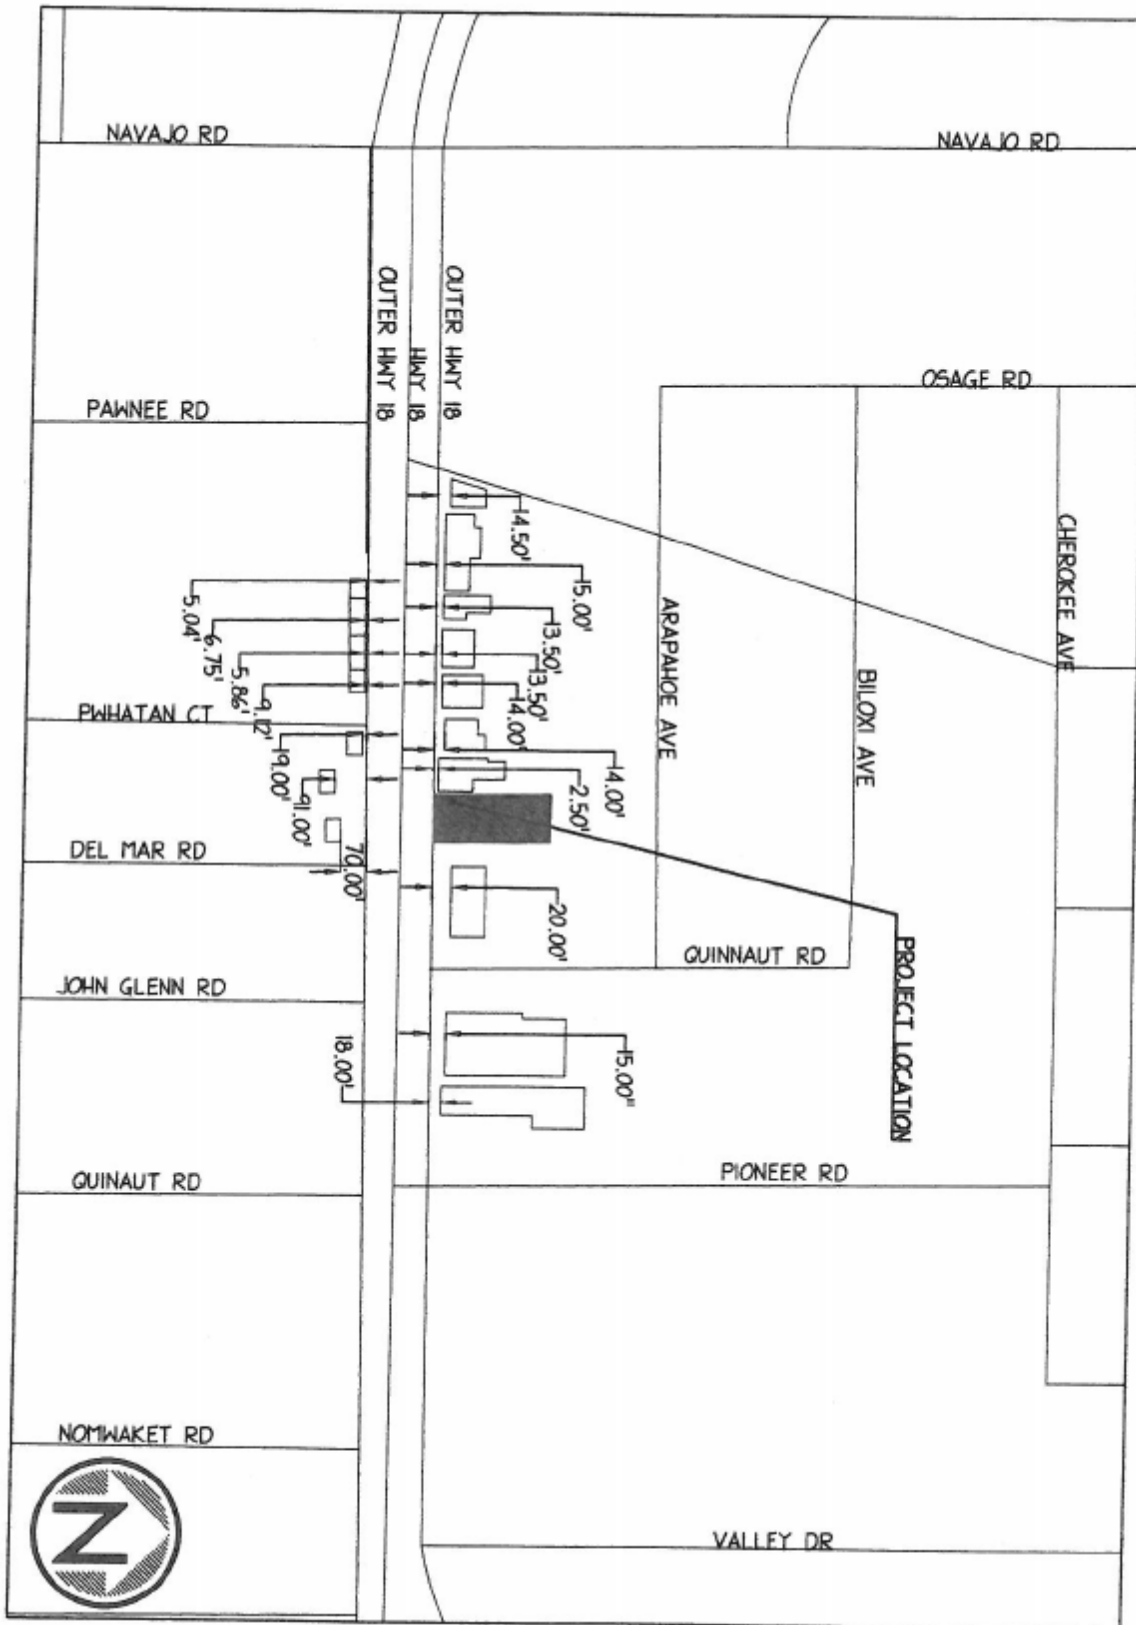 NAVAJO RD
NAVAJO RD
OUTER HWY 18
HWY 18
OUTER HWY 18
OSAGE RD
PAWNEE RD
CHEROKEE AVE
14.50'
15.00'
13.50'
13.50'
14.00'
14.00'
2.50'
20.00'
5.04'
6.75'
5.86'
9.12'
19.00'
91.00'
70.00'
ARAPAHOE AVE
BILOXI AVE
PWHATAN CT
DEL MAR RD
QUINNAUT RD
PROJECT LOCATION
JOHN GLENN RD
18.00'
15.00"
PIONEER RD
QUINAUT RD
NOMWAKET RD
N
VALLEY DR